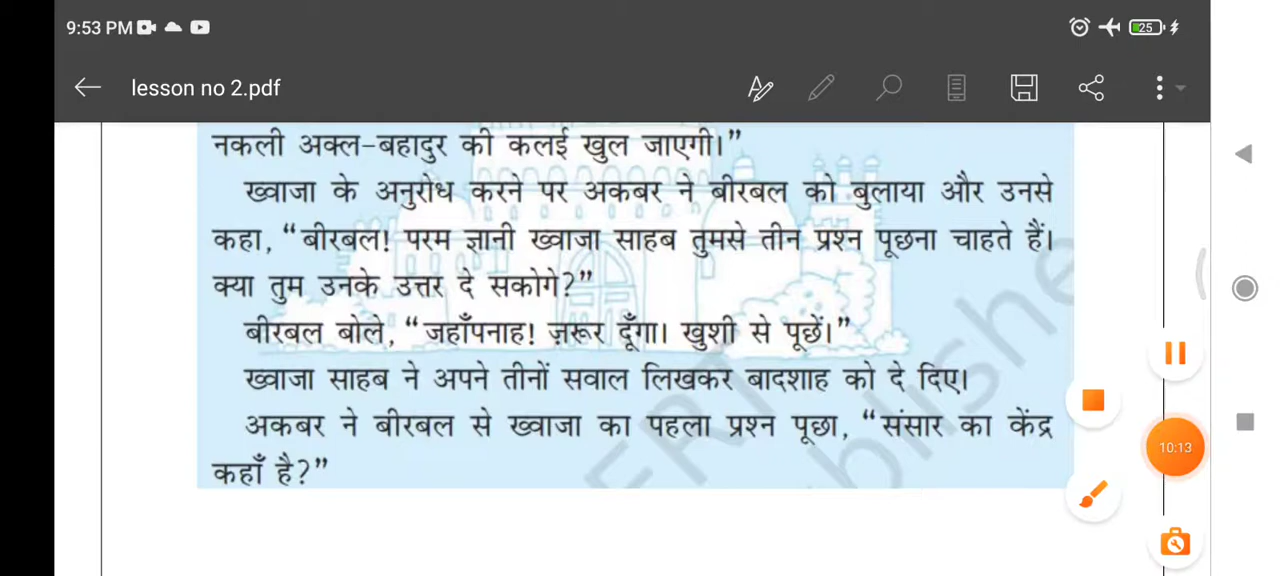 9:53 PM
25
lesson no 2.pdf
नकली अक्ल-बहादुर की कलई खुल जाएगी।”
ख्वाजा के अनुरोध करने पर अकबर ने बीरबल को बुलाया और उनसे
कहा, “बीरबल! परम ज्ञानी ख्वाजा साहब तुमसे तीन प्रश्न पूछना चाहते हैं।
क्या तुम उनके उत्तर दे सकोगे?”
बीरबल बोले, “जहाँपनाह! ज़रूर दूँगा। खुशी से पूछें।”
ख्वाजा साहब ने अपने तीनों सवाल लिखकर बादशाह को दे दिए।
अकबर ने बीरबल से ख्वाजा का पहला प्रश्न पूछा, “संसार का केंद्र
कहाँ है?”
10:13